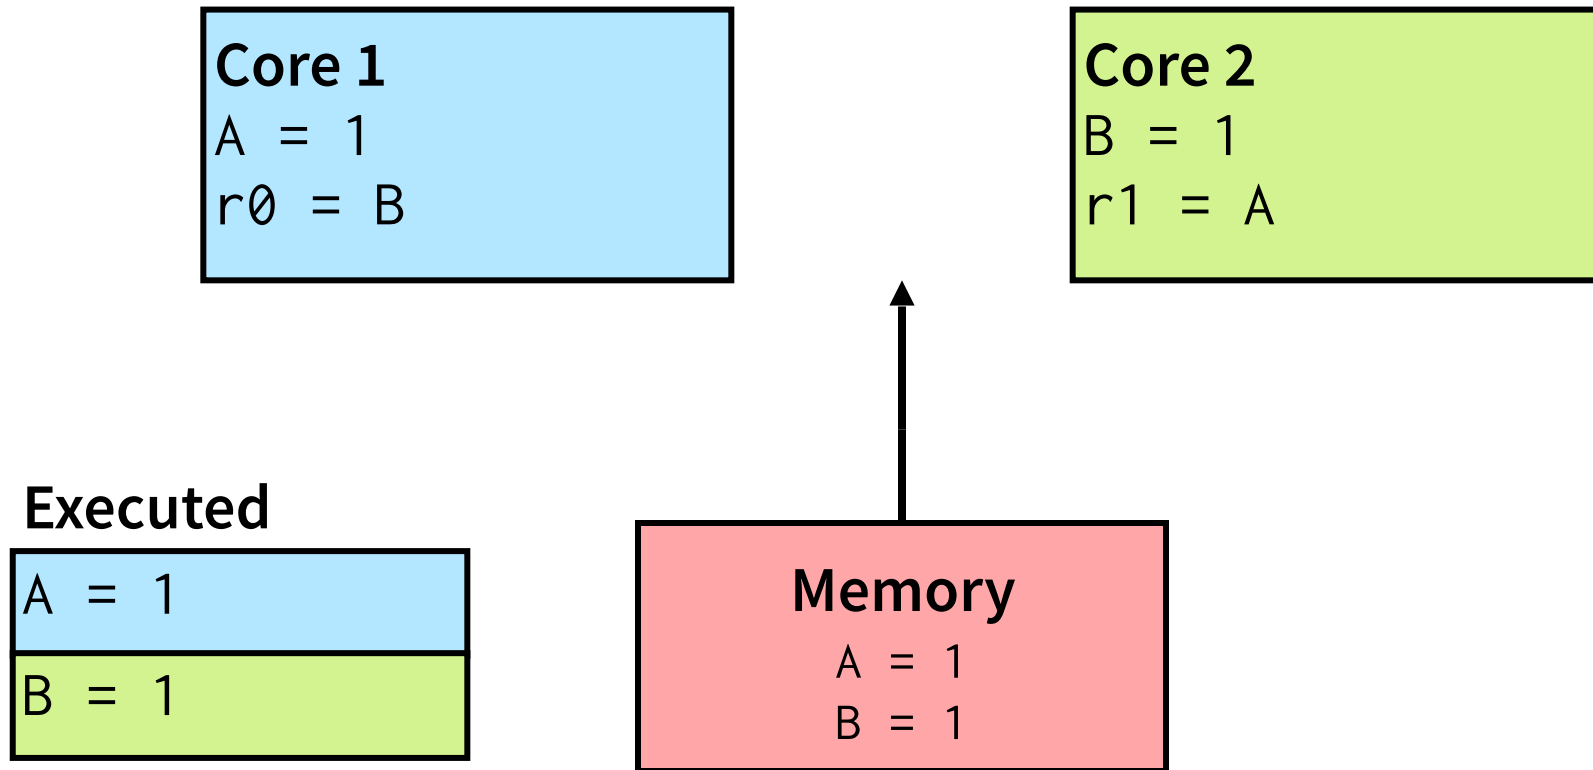 Core 1
A = 1
r0 = B
Core 2
B = 1
r1 = A
Executed
A = 1
B = 1
Memory
A = 1
B = 1